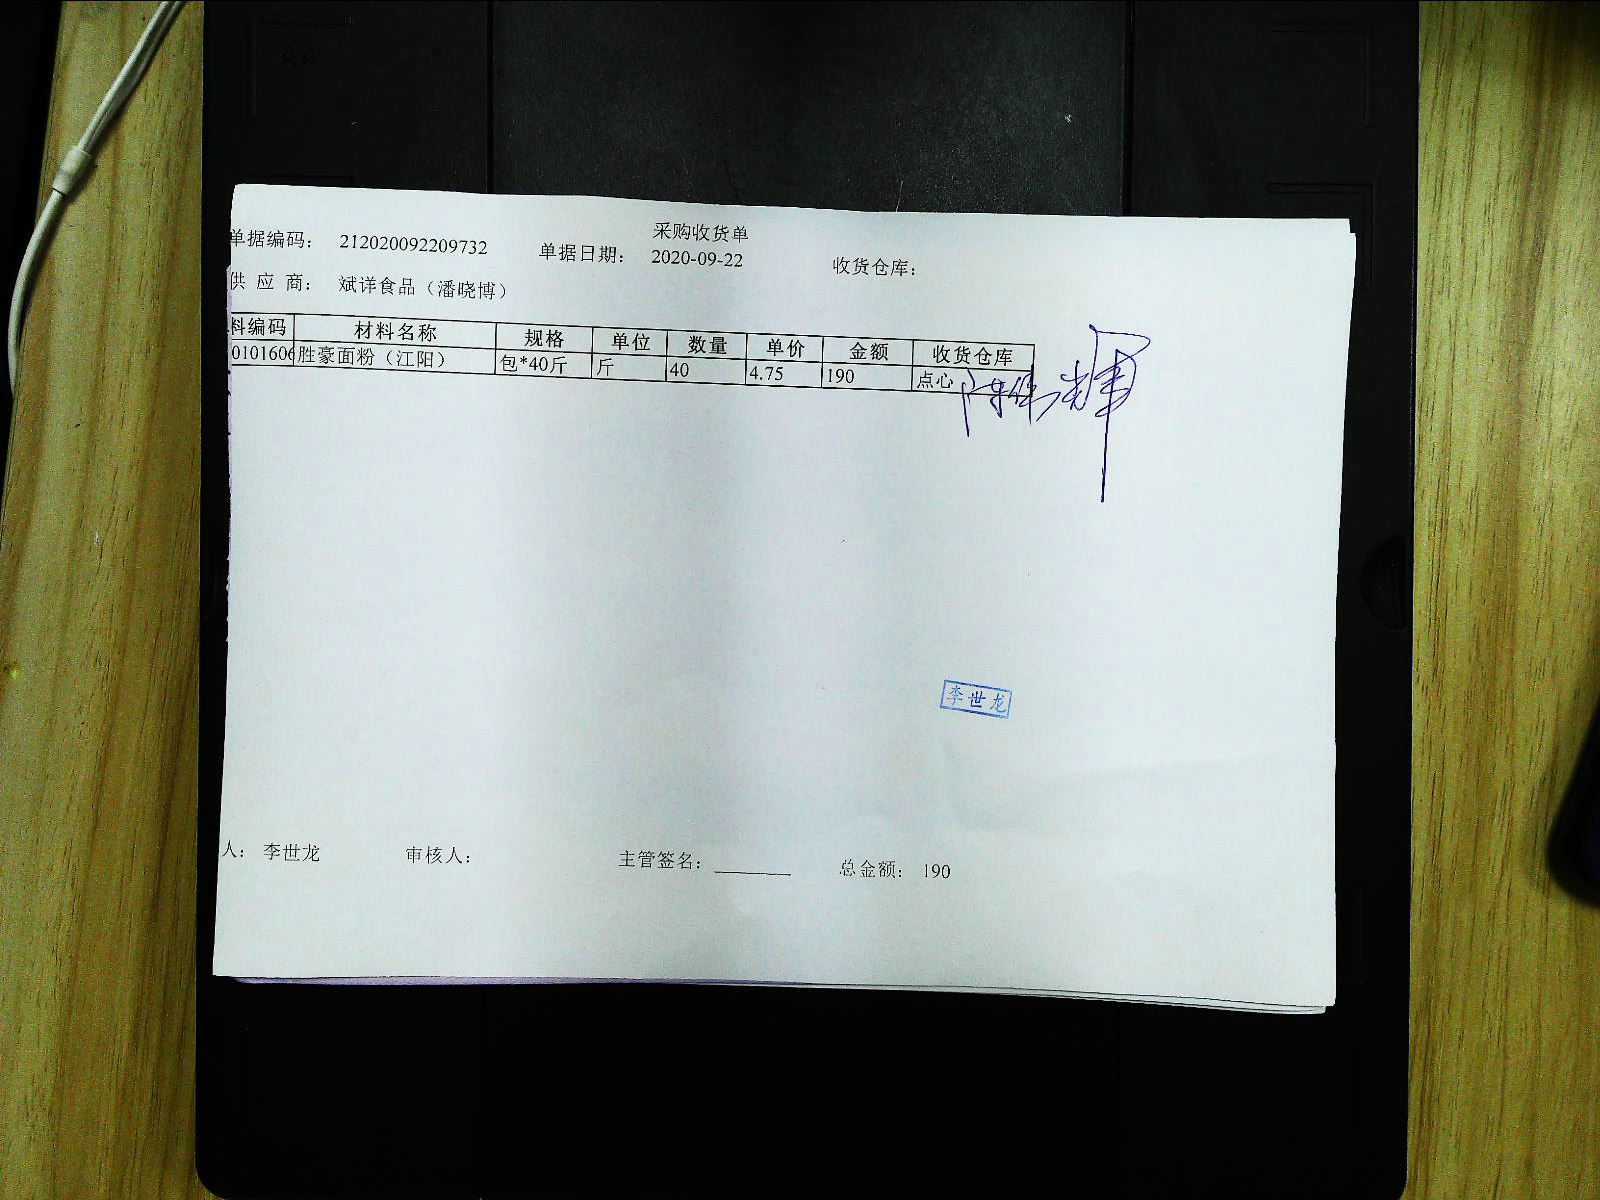 采购收货单
单据编码： 212020092209732 单据日期： 2020-09-22 收货仓库：
供 应 商： 斌详食品（潘晓博）
料编码 材料名称 规格 单位 数量 单价 金额 收货仓库
0101606 胜豪面粉（江阳） 包*40斤 斤 40 4.75 190 点心
李世龙
人： 李世龙 审核人： 主管签名： 总金额： 190